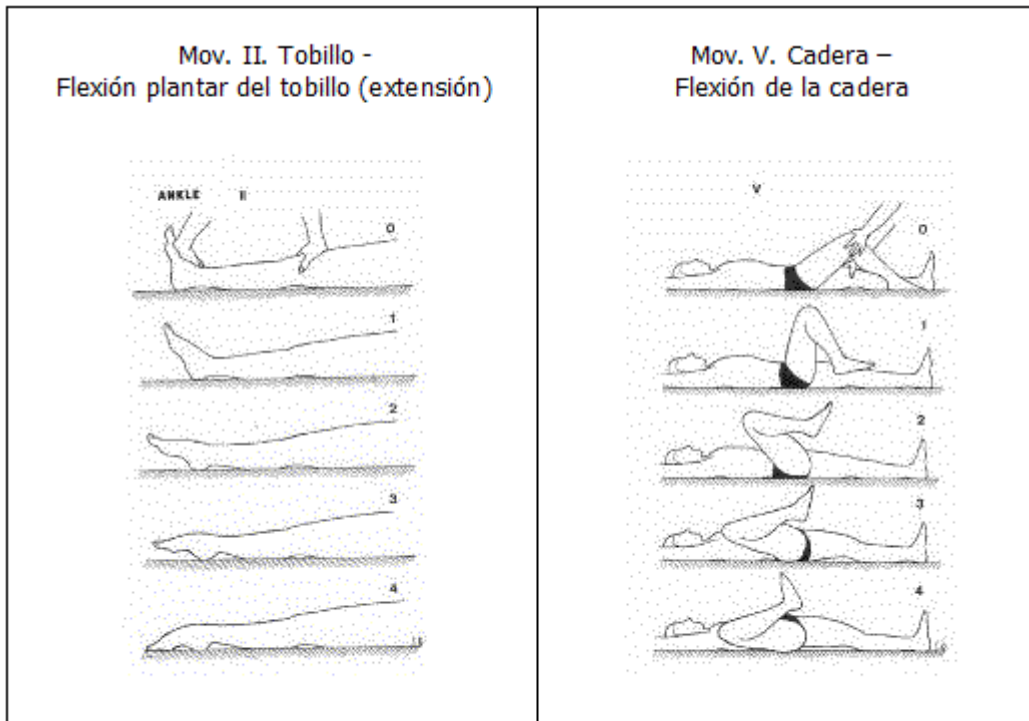 Mov. II. Tobillo -
Flexión plantar del tobillo (extensión)
ANKLE II
0
1
2
3
4
Mov. V. Cadera –
Flexión de la cadera
V
0
1
2
3
4